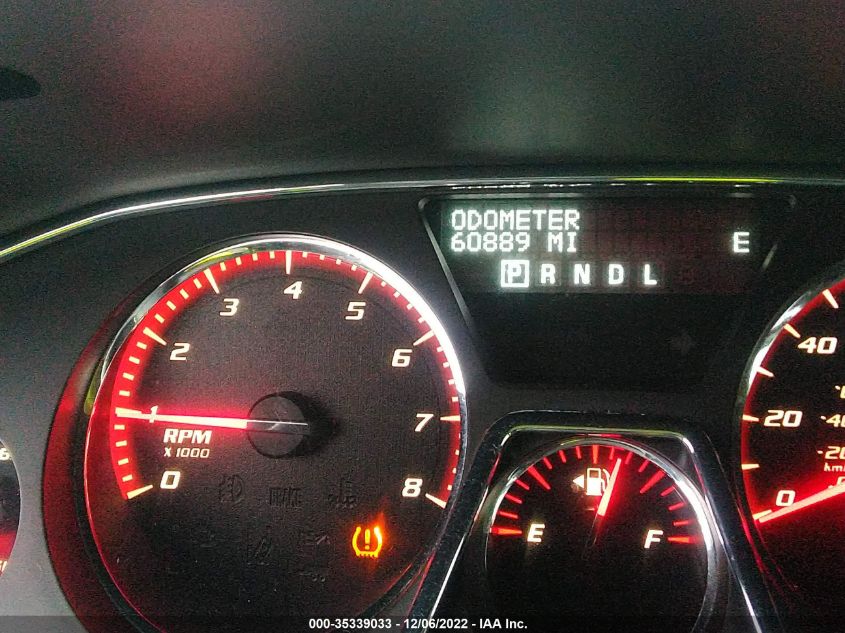 ODOMETER
60889 MI E
P R N D L
0 1 2 3 4 5 6 7 8
RPM
X 1000
E F
0 20 40
km/
000-35339033 — 12/06/2022 — IAA Inc.